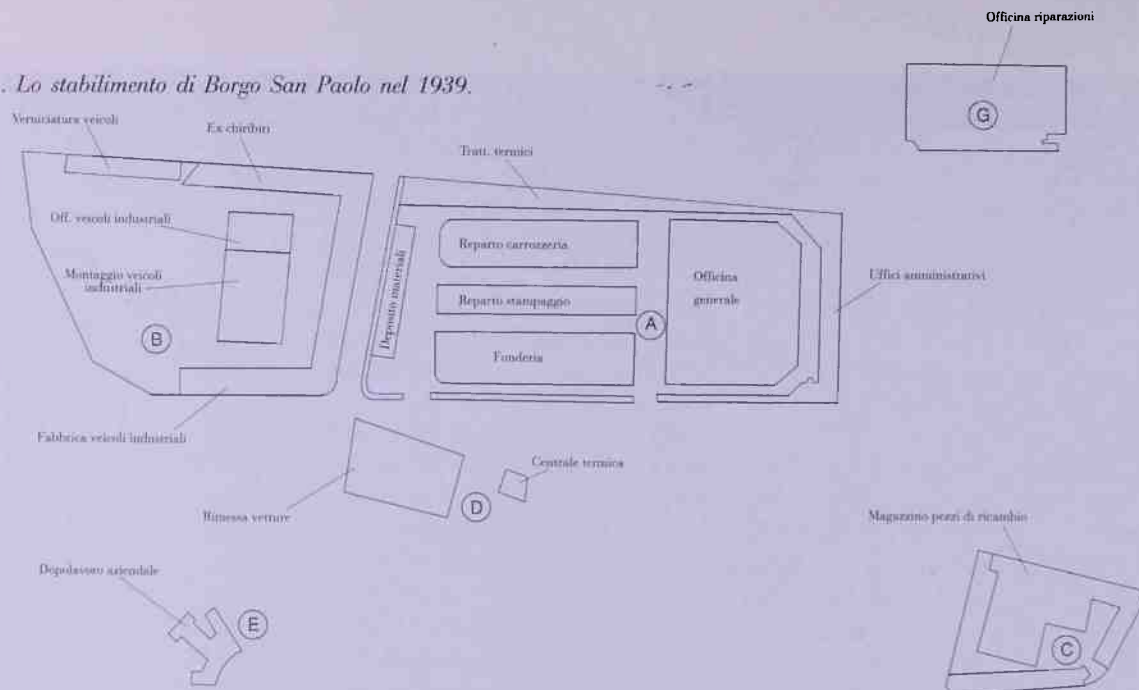 Officina riparazioni
. Lo stabilimento di Borgo San Paolo nel 1939.
G
Verniciatura veicoli
Ex chiribiri
Tratt. termici
Off. veicoli industriali
Reparto carrozzeria
Montaggio veicoli
industriali
Deposito materiali
Officina
generale
Uffici amministrativi
Reparto stampaggio
A
B
Fonderia
Fabbrica veicoli industriali
Centrale termica
Rimessa vetture
D
Magazzino pezzi di ricambio
Dopolavoro aziendale
E
C